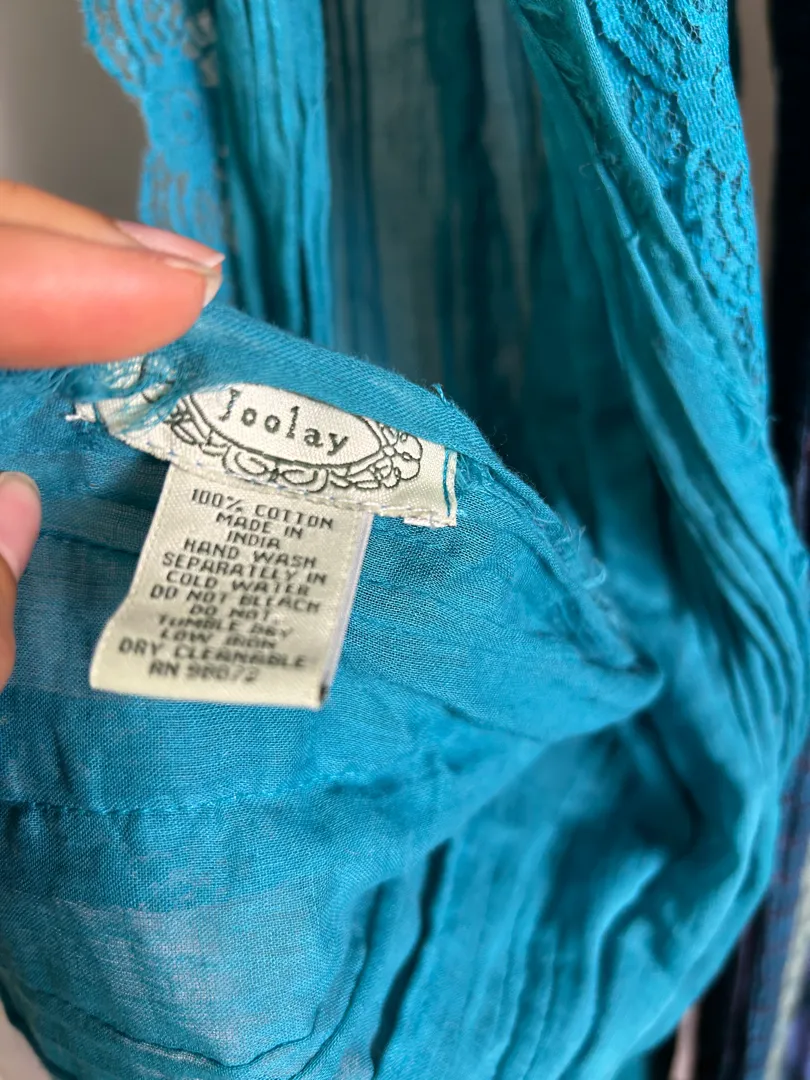 Joolay
100% COTTON
MADE IN
INDIA
HAND WASH
SEPARATELY IN
COLD WATER
DO NOT BLEACH
DO NOT
TUMBLE DRY
LOW IRON
DRY CLEANABLE
RN 98072